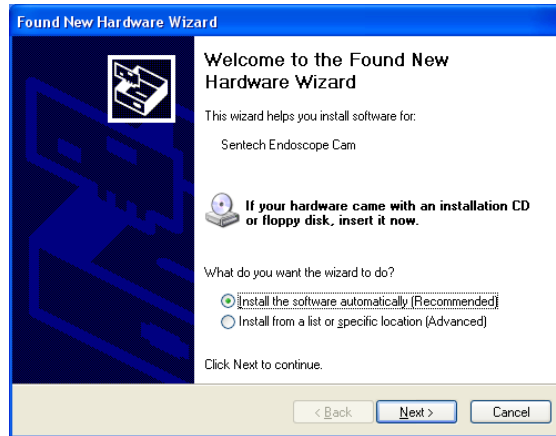 Found New Hardware Wizard
Welcome to the Found New
Hardware Wizard
This wizard helps you install software for:
Sentech Endoscope Cam
If your hardware came with an installation CD
or floppy disk, insert it now.
What do you want the wizard to do?
Install the software automatically (Recommended)
Install from a list or specific location (Advanced)
Click Next to continue.
< Back Next > Cancel